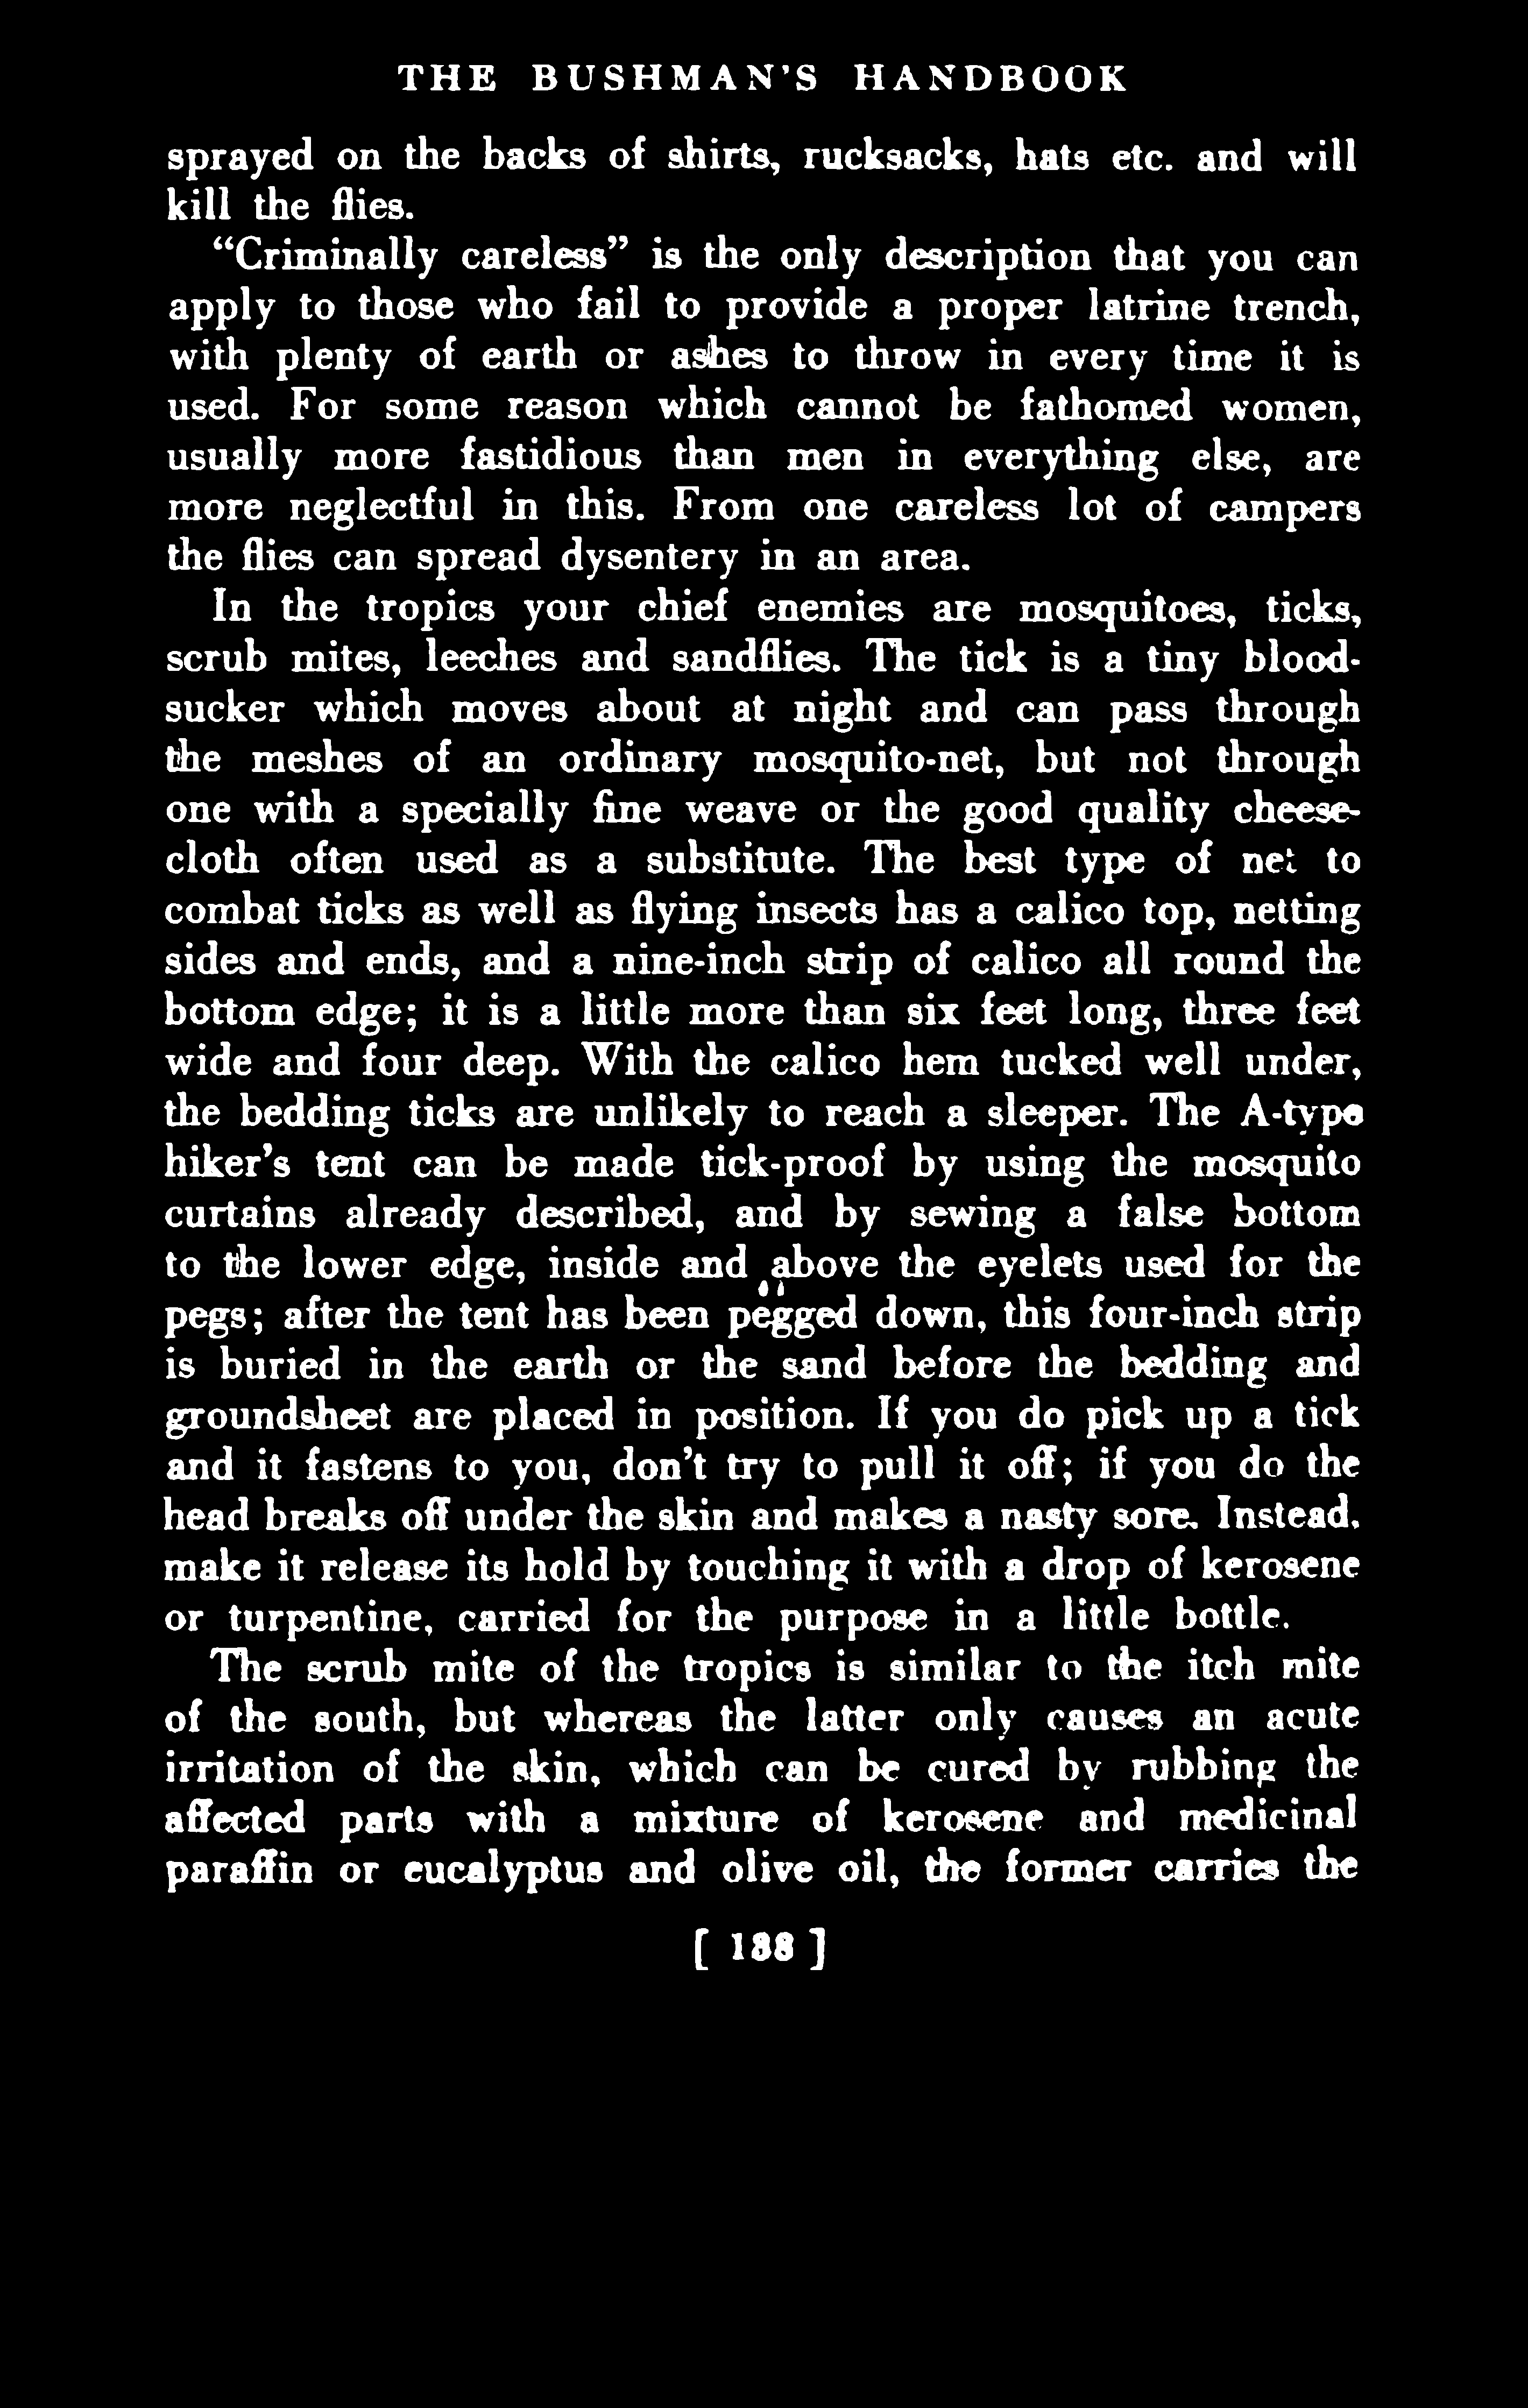 THE BUSHMAN'S HANDBOOK
sprayed on the backs of shirts, rucksacks, hats etc. and will
kill the flies.
“Criminally careless” is the only description that you can
apply to those who fail to provide a proper latrine trench,
with plenty of earth or ashes to throw in every time it is
used. For some reason which cannot be fathomed women,
usually more fastidious than men in everything else, are
more neglectful in this. From one careless lot of campers
the flies can spread dysentery in an area.
In the tropics your chief enemies are mosquitoes, ticks,
scrub mites, leeches and sandflies. The tick is a tiny blood-
sucker which moves about at night and can pass through
the meshes of an ordinary mosquito-net, but not through
one with a specially fine weave or the good quality cheese-
cloth often used as a substitute. The best type of net to
combat ticks as well as flying insects has a calico top, netting
sides and ends, and a nine-inch strip of calico all round the
bottom edge; it is a little more than six feet long, three feet
wide and four deep. With the calico hem tucked well under,
the bedding ticks are unlikely to reach a sleeper. The A-type
hiker's tent can be made tick-proof by using the mosquito
curtains already described, and by sewing a false bottom
to the lower edge, inside and above the eyelets used for the
pegs; after the tent has been pegged down, this four-inch strip
is buried in the earth or the sand before the bedding and
groundsheet are placed in position. If you do pick up a tick
and it fastens to you, don't try to pull it off; if you do the
head breaks off under the skin and makes a nasty sore. Instead,
make it release its hold by touching it with a drop of kerosene
or turpentine, carried for the purpose in a little bottle.
The scrub mite of the tropics is similar to the itch mite
of the south, but whereas the latter only causes an acute
irritation of the skin, which can be cured by rubbing the
affected parts with a mixture of kerosene and medicinal
paraffin or eucalyptus and olive oil, the former carries the
[ 188 ]